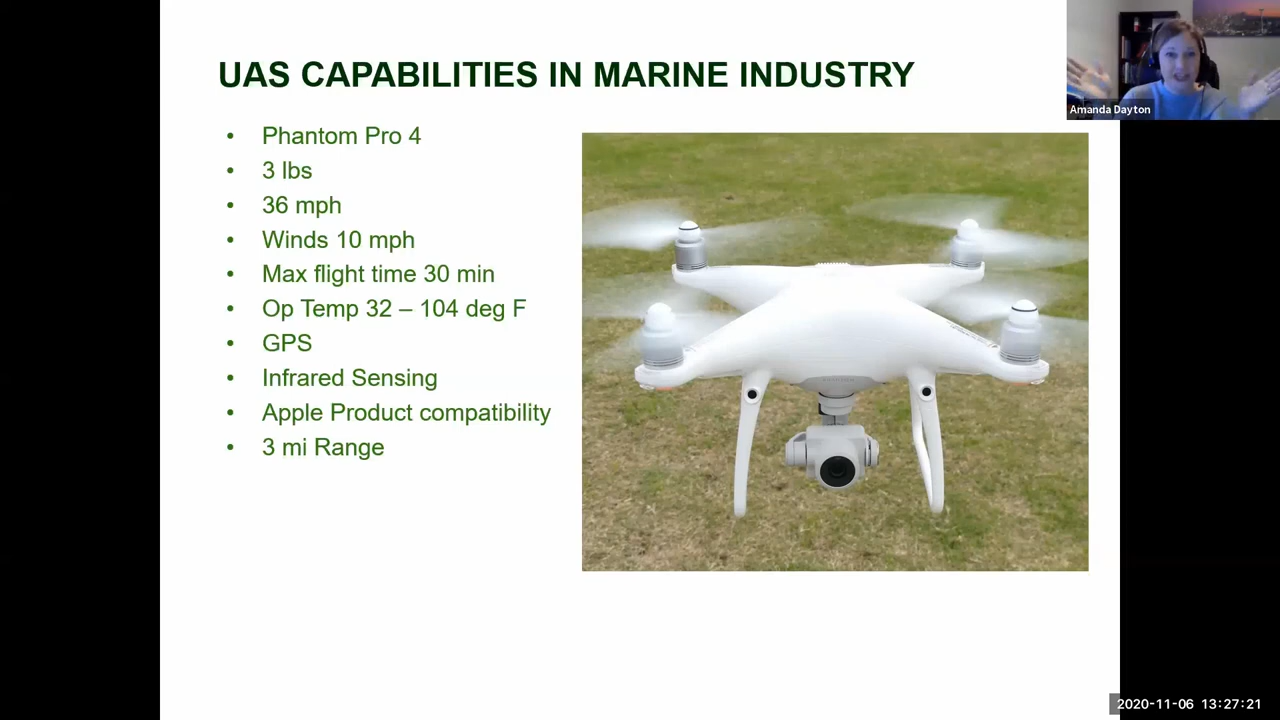 UAS CAPABILITIES IN MARINE INDUSTRY
Amanda Dayton
• Phantom Pro 4
• 3 lbs
• 36 mph
• Winds 10 mph
• Max flight time 30 min
• Op Temp 32 – 104 deg F
• GPS
• Infrared Sensing
• Apple Product compatibility
• 3 mi Range
2020-11-06 13:27:21